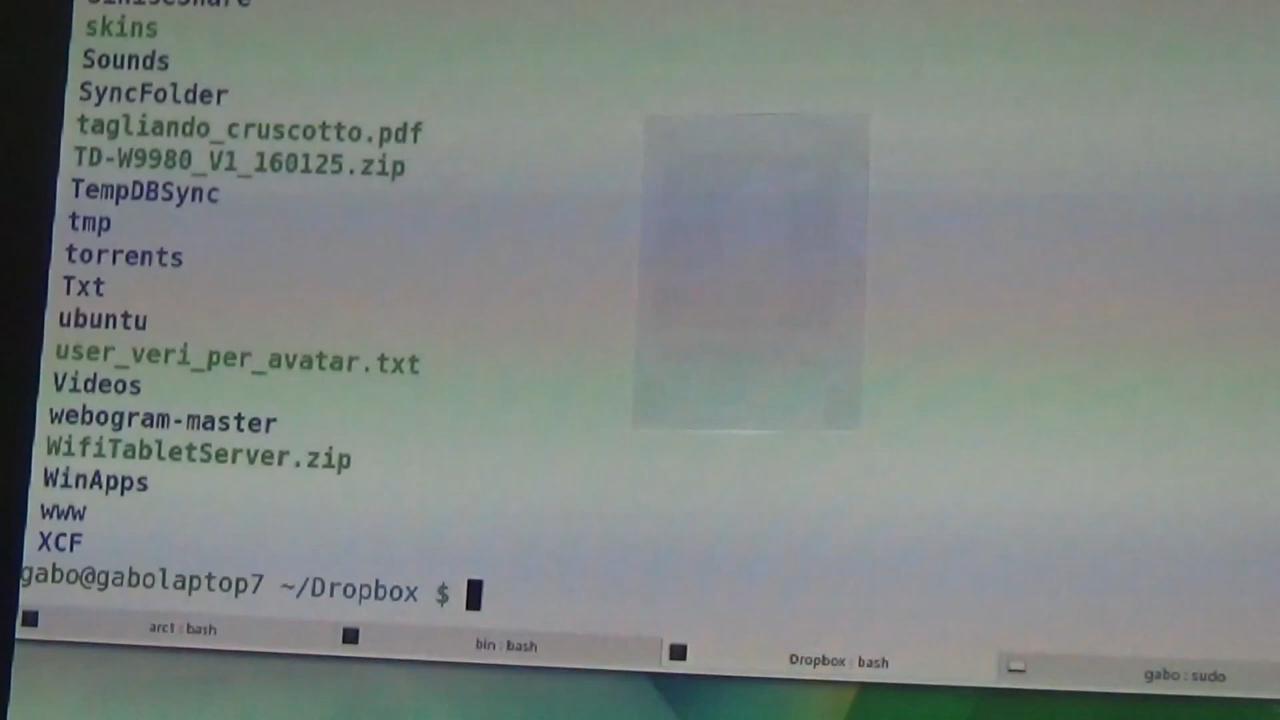 skins
Sounds
SyncFolder
tagliando_cruscotto.pdf
TD-W9980_V1_160125.zip
TempDBSync
tmp
torrents
Txt
ubuntu
user_veri_per_avatar.txt
Videos
webogram-master
WifiTabletServer.zip
WinApps
www
XCF
gabo@gabolaptop7 ~/Dropbox $
arc1 : bash
bin : bash
Dropbox : bash
gabo : sudo